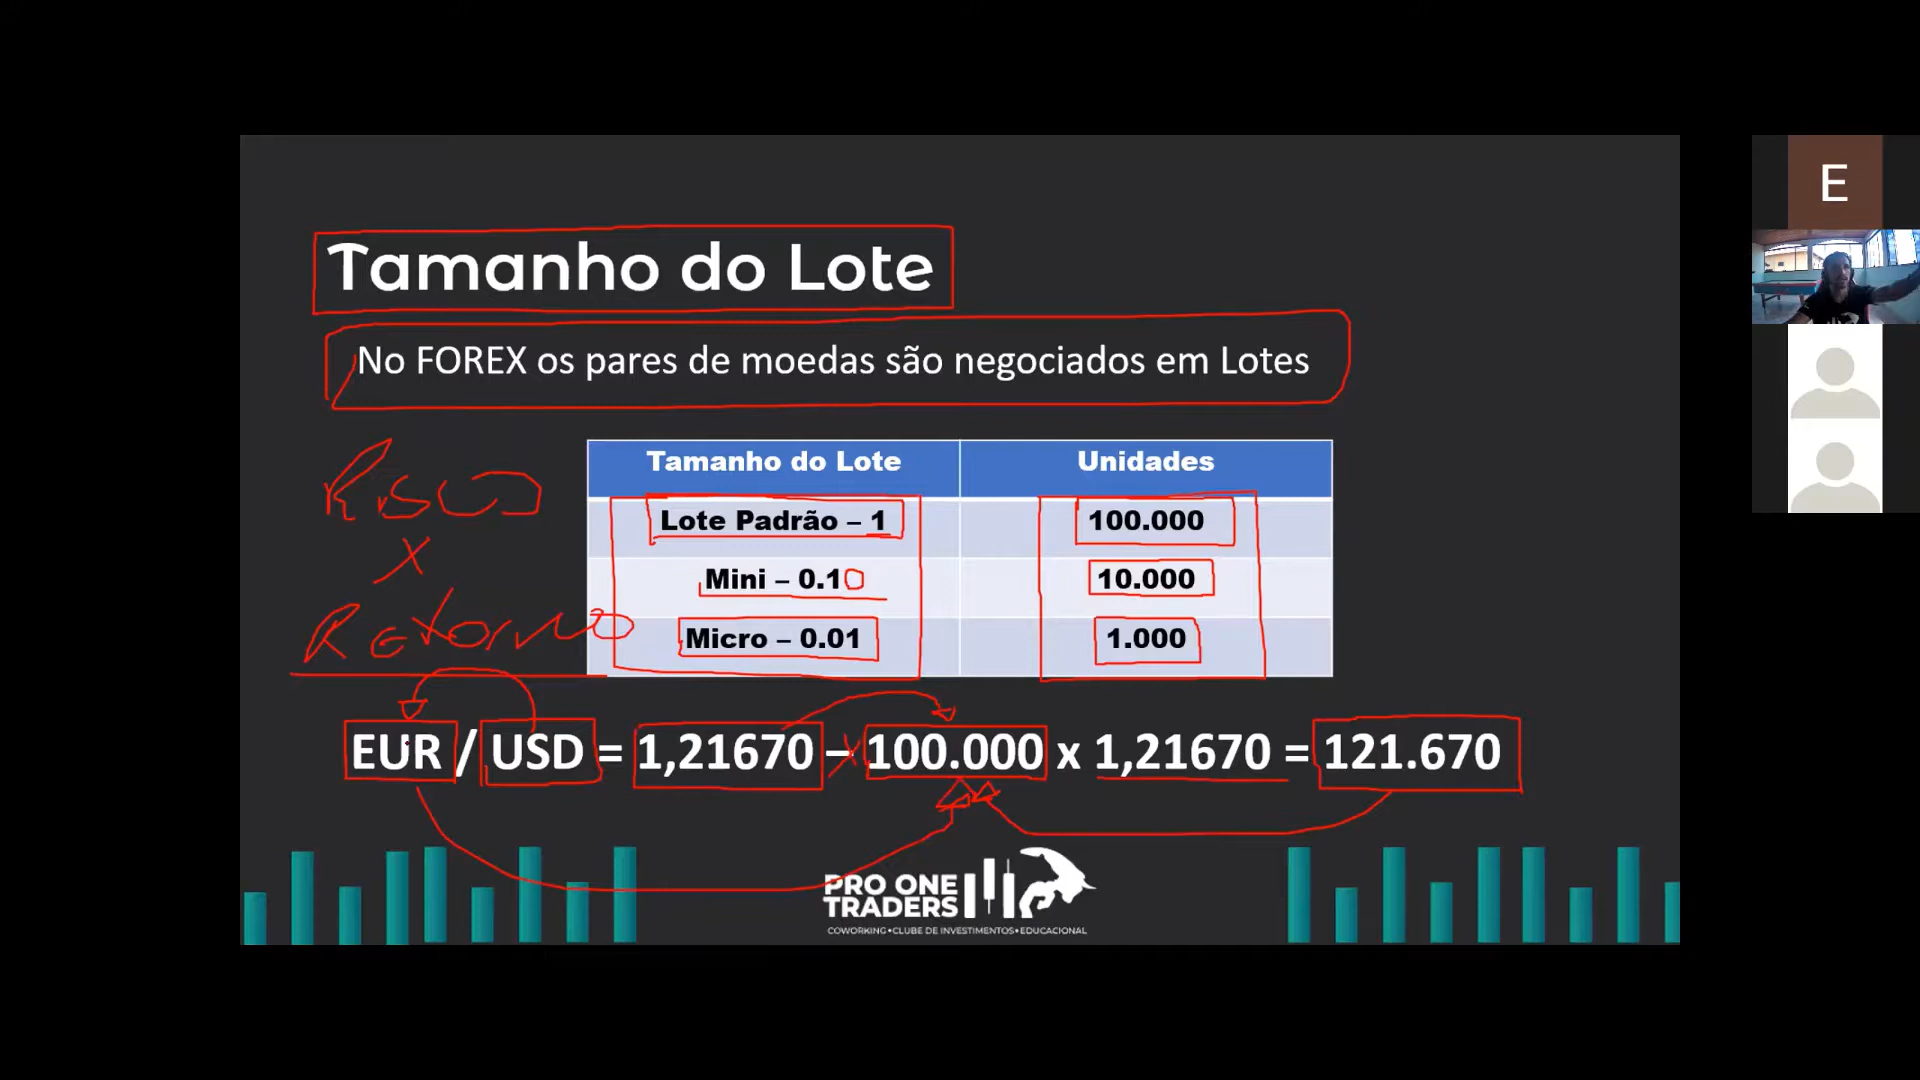 E
Tamanho do Lote
No FOREX os pares de moedas são negociados em Lotes
Risco
x
Retorno
Tamanho do Lote Unidades
Lote Padrão – 1 100.000
Mini – 0.10 10.000
Micro – 0.01 1.000
EUR / USD = 1,21670 – 100.000 x 1,21670 = 121.670
PRO ONE
TRADERS
COWORKING•CLUBE DE INVESTIMENTOS•EDUCACIONAL